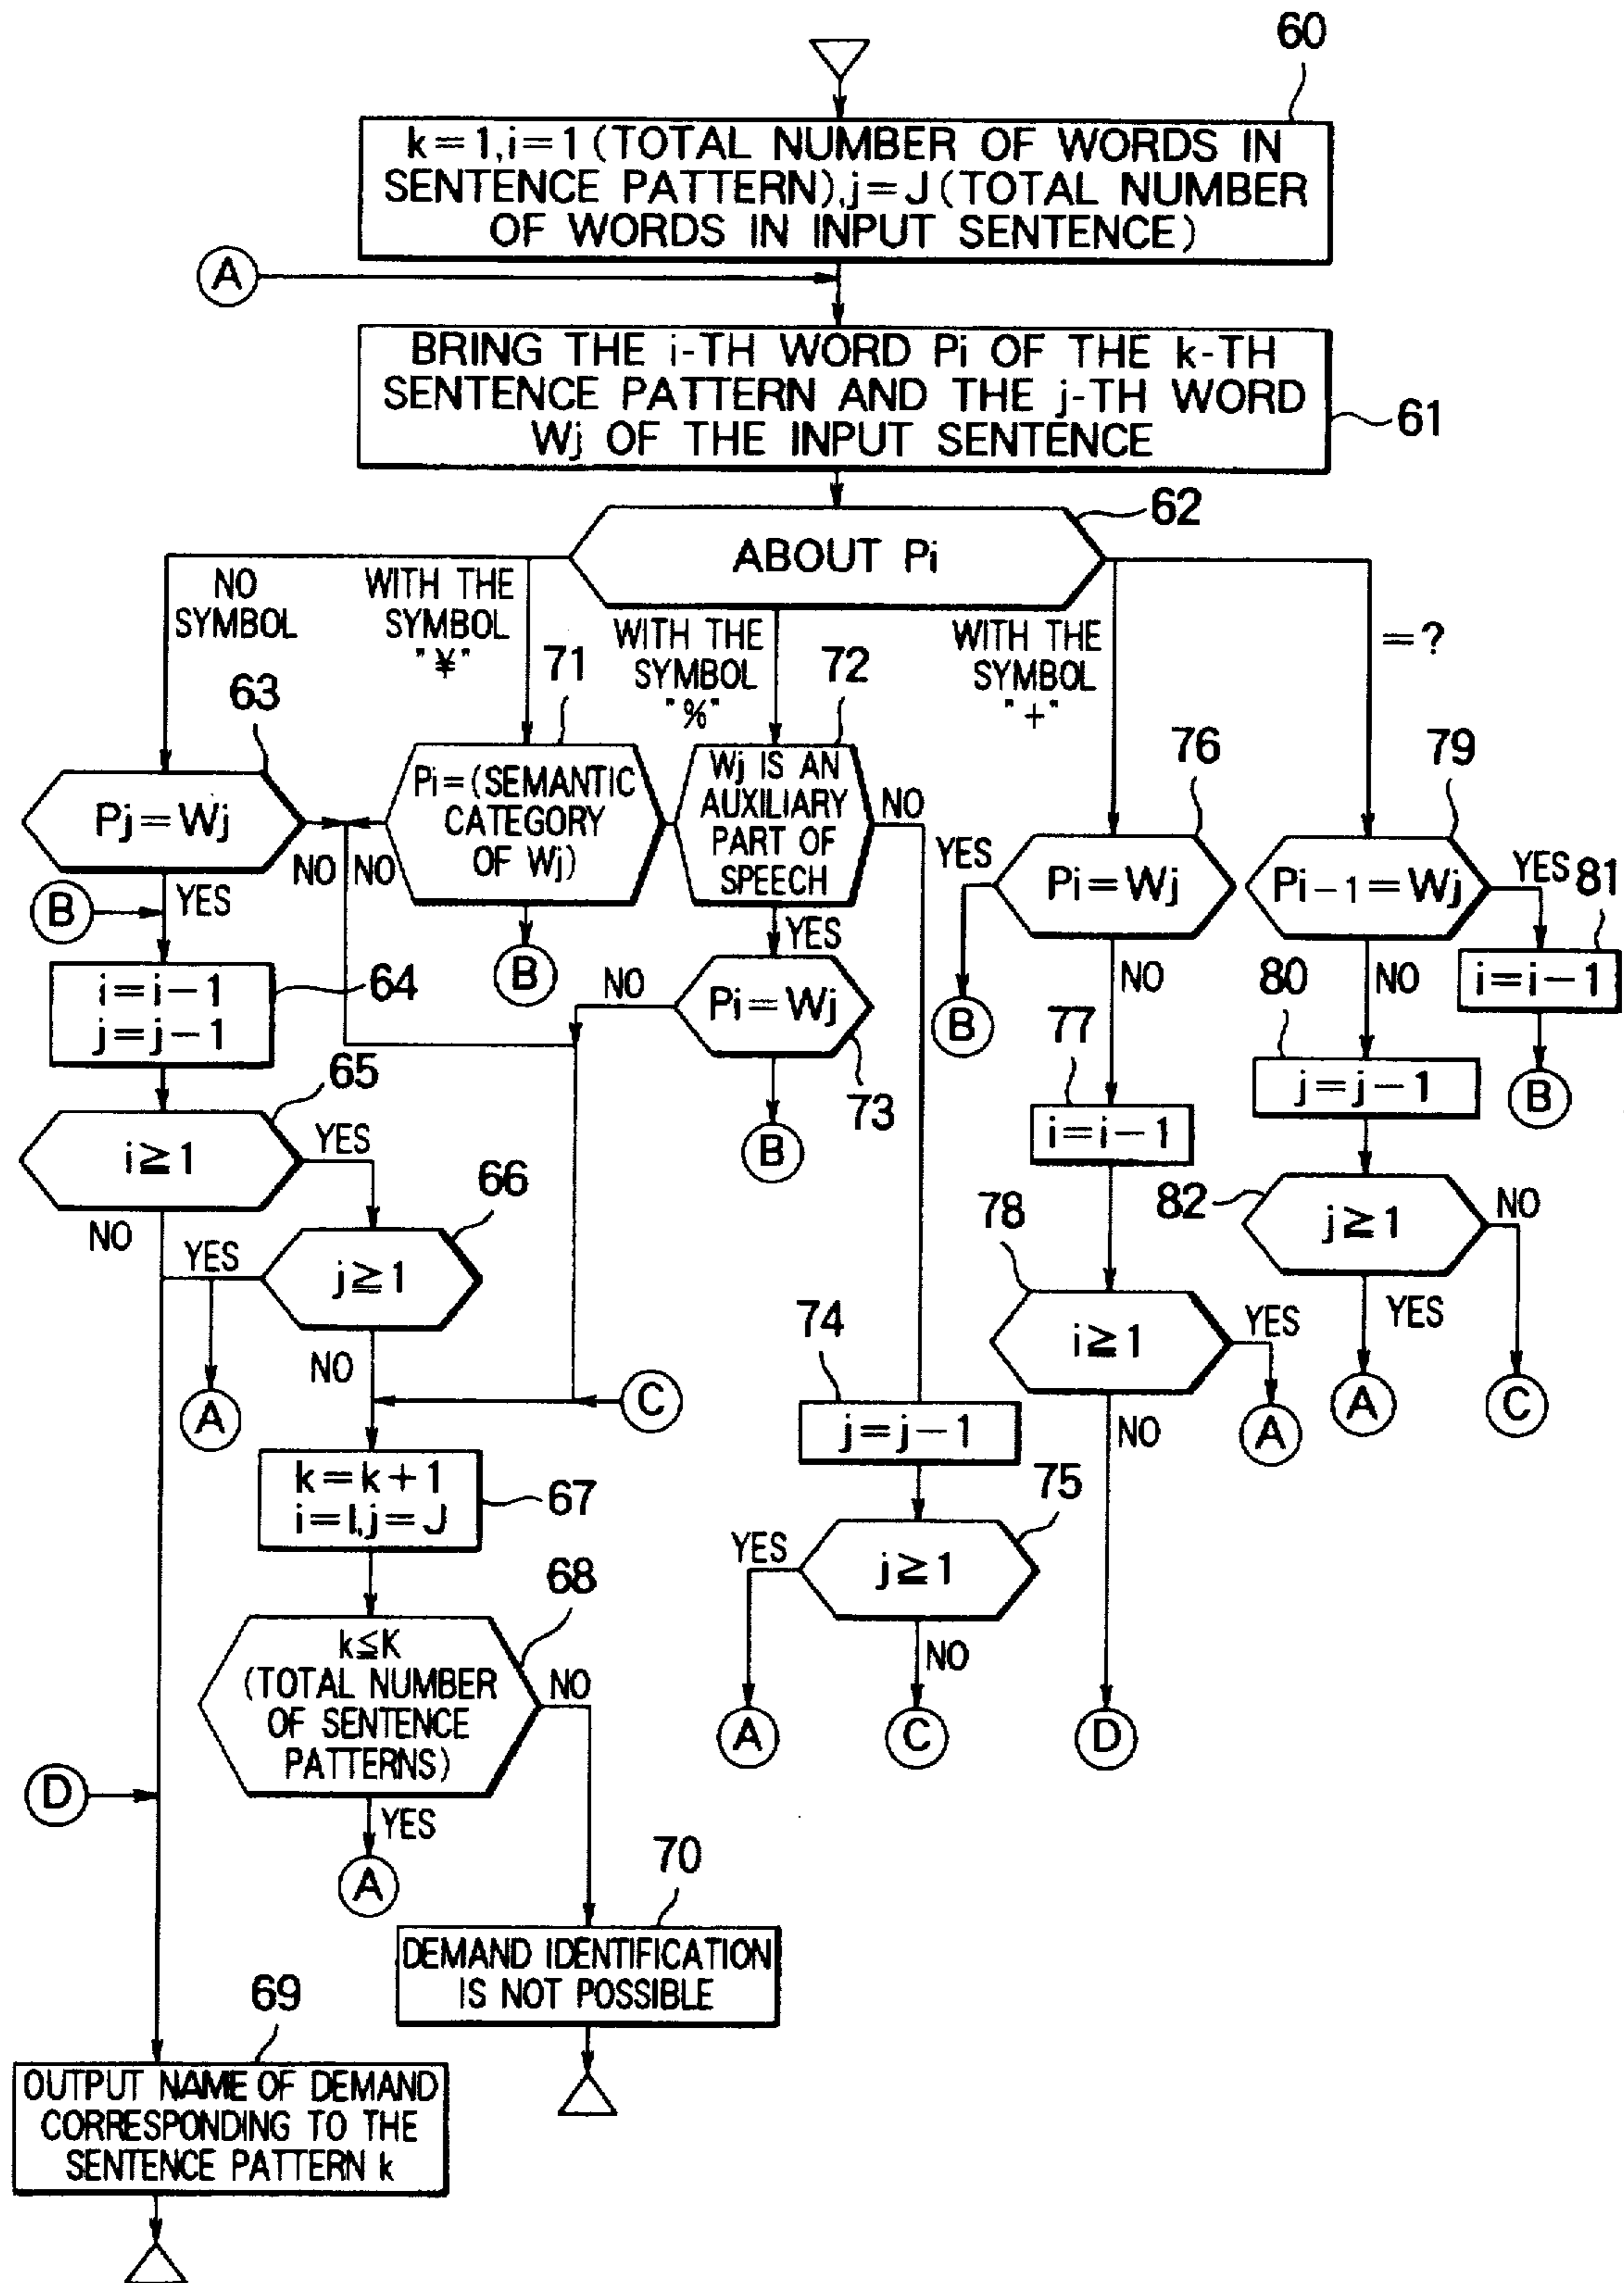 60
k=1,i=1(TOTAL NUMBER OF WORDS IN
SENTENCE PATTERN),j=J(TOTAL NUMBER
OF WORDS IN INPUT SENTENCE)
A
BRING THE i-TH WORD Pi OF THE k-TH
SENTENCE PATTERN AND THE j-TH WORD
Wj OF THE INPUT SENTENCE
61
62
ABOUT Pi
NO
SYMBOL
WITH THE
SYMBOL
"¥"
WITH THE
SYMBOL
"%"
WITH THE
SYMBOL
"+"
=?
63
Pj=Wj
NO
YES
B
71
Pi=(SEMANTIC
CATEGORY
OF Wj)
NO
B
72
Wj IS AN
AUXILIARY
PART OF
SPEECH
NO
YES
Pi=Wj
73
NO
B
76
Pi=Wj
YES
B
NO
79
Pi-1=Wj
YES
81
i=i-1
B
NO
64
i=i-1
j=j-1
65
i≧1
YES
NO
66
j≧1
YES
A
NO
C
67
k=k+1
i=I,j=J
68
k≦K
(TOTAL NUMBER
OF SENTENCE
PATTERNS)
NO
YES
A
D
70
DEMAND IDENTIFICATION
IS NOT POSSIBLE
69
OUTPUT NAME OF DEMAND
CORRESPONDING TO THE
SENTENCE PATTERN k
74
j=j-1
75
j≧1
YES
A
NO
C
77
i=i-1
78
i≧1
YES
A
NO
D
80
j=j-1
82
j≧1
NO
C
YES
A